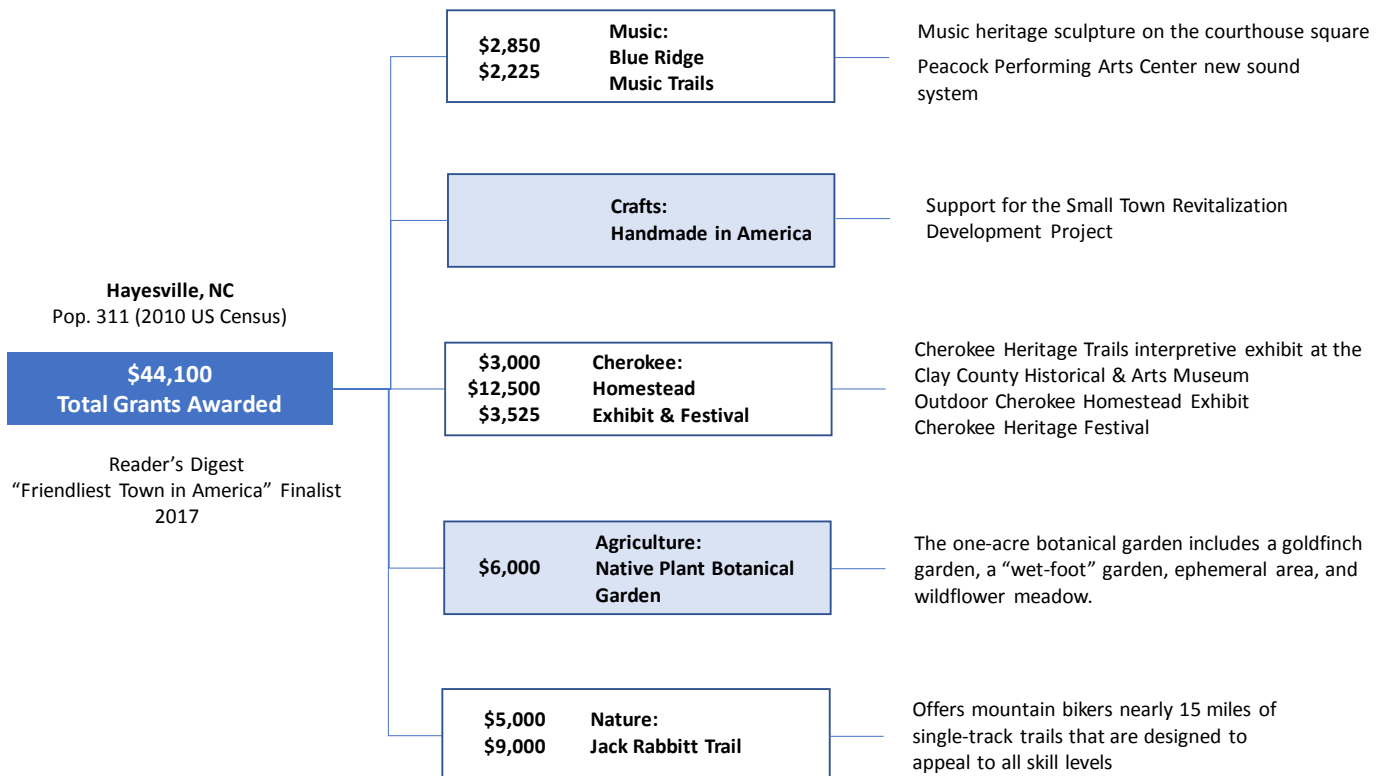 Hayesville, NC
Pop. 311 (2010 US Census)
$44,100
Total Grants Awarded
Reader’s Digest
“Friendliest Town in America” Finalist
2017
$2,850
$2,225
Music:
Blue Ridge
Music Trails
Music heritage sculpture on the courthouse square
Peacock Performing Arts Center new sound
system
Crafts:
Handmade in America
Support for the Small Town Revitalization
Development Project
$3,000
$12,500
$3,525
Cherokee:
Homestead
Exhibit & Festival
Cherokee Heritage Trails interpretive exhibit at the
Clay County Historical & Arts Museum
Outdoor Cherokee Homestead Exhibit
Cherokee Heritage Festival
$6,000
Agriculture:
Native Plant Botanical
Garden
The one-acre botanical garden includes a goldfinch
garden, a “wet-foot” garden, ephemeral area, and
wildflower meadow.
$5,000
$9,000
Nature:
Jack Rabbitt Trail
Offers mountain bikers nearly 15 miles of
single-track trails that are designed to
appeal to all skill levels